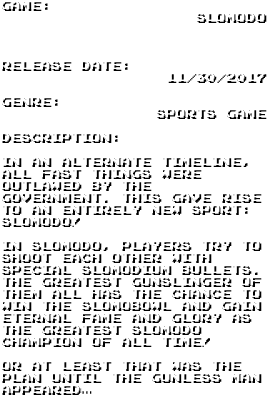 GAME:
SLOMODO
RELEASE DATE:
11/30/2017
GENRE:
SPORTS GAME
DESCRIPTION:
IN AN ALTERNATE TIMELINE,
ALL FAST THINGS WERE
OUTLAWED BY THE
GOVERNMENT. THIS GAVE RISE
TO AN ENTIRELY NEW SPORT:
SLOMODO!
IN SLOMODO, PLAYERS TRY TO
SHOOT EACH OTHER WITH
SPECIAL SLOMODIUM BULLETS.
THE GREATEST GUNSLINGER OF
THEM ALL HAS THE CHANCE TO
WIN THE SLOMOBOWL AND GAIN
ETERNAL FAME AND GLORY AS
THE GREATEST SLOMODO
CHAMPION OF ALL TIME!
OR AT LEAST THAT WAS THE
PLAN UNTIL THE GUNLESS MAN
APPEARED…